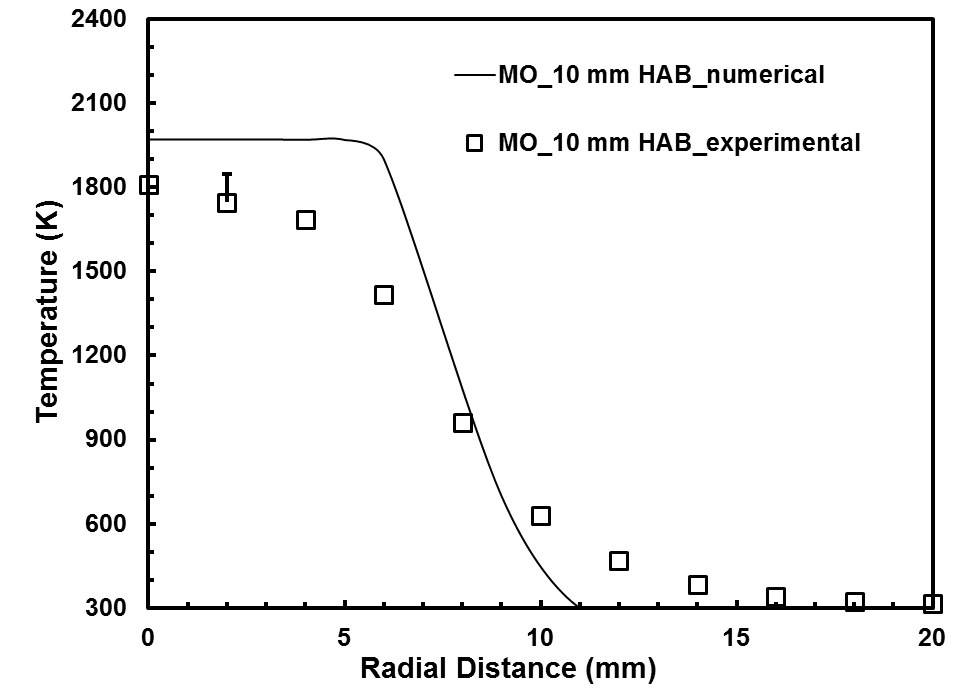 2400
2100
1800
1500
1200
900
600
300
Temperature (K)
MO_10 mm HAB_numerical
MO_10 mm HAB_experimental
0 5 10 15 20
Radial Distance (mm)